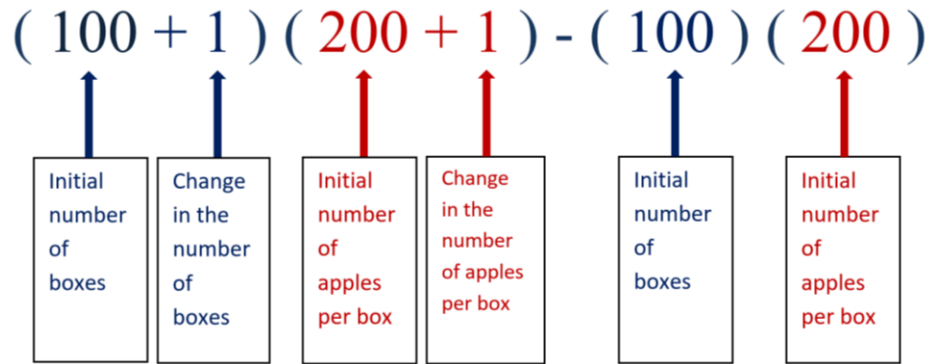 ( 100 + 1 ) ( 200 + 1 ) - ( 100 ) ( 200 )
Initial
number
of
boxes
Change
in the
number
of
boxes
Initial
number
of
apples
per box
Change
in the
number
of apples
per box
Initial
number
of
boxes
Initial
number
of
apples
per box